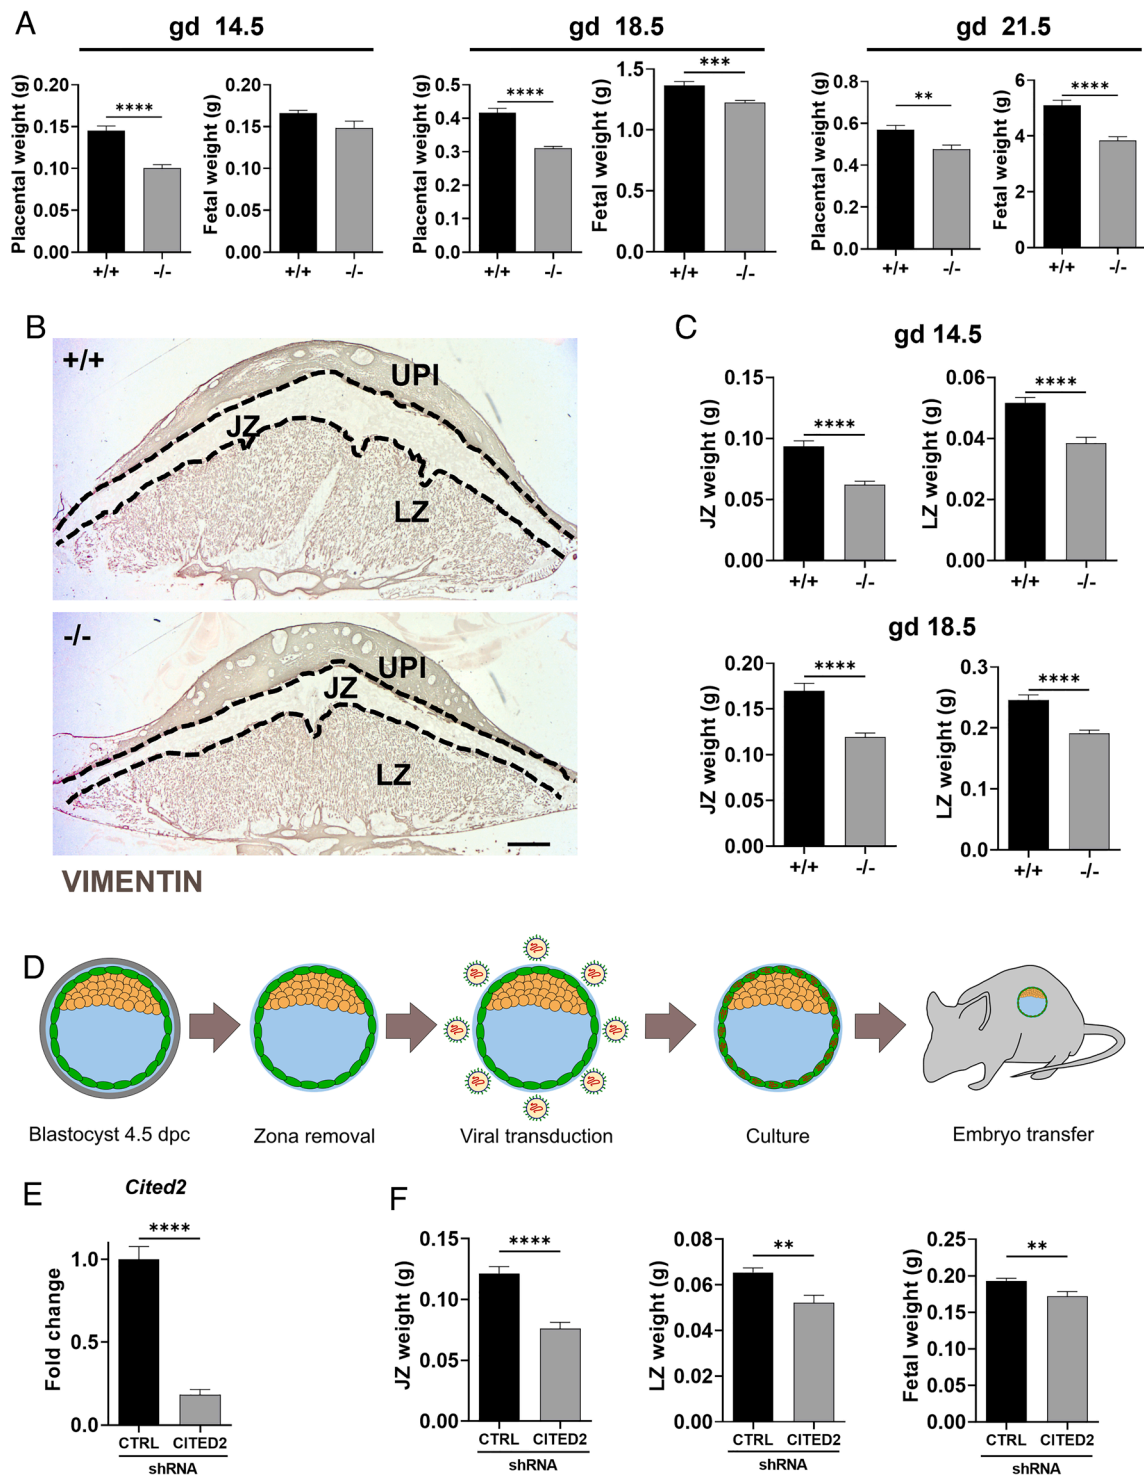 A
gd 14.5
Placental weight (g)
0.20
0.15
0.10
0.05
0.00
****
+/+ -/-
Fetal weight (g)
0.20
0.15
0.10
0.00
+/+ -/-
gd 18.5
Placental weight (g)
0.5
0.4
0.3
0.2
0.1
0.0
****
+/+ -/-
Fetal weight (g)
1.5
1.0
0.0
***
+/+ -/-
gd 21.5
Placental weight (g)
0.8
0.6
0.4
0.0
**
+/+ -/-
Fetal weight (g)
6
4
0
****
+/+ -/-
B
+/+
UPI
JZ
LZ
-/-
UPI
JZ
LZ
VIMENTIN
C
gd 14.5
JZ weight (g)
0.15
0.10
0.05
0.00
****
+/+ -/-
LZ weight (g)
0.06
0.04
0.02
0.00
****
+/+ -/-
gd 18.5
JZ weight (g)
0.20
0.15
0.10
0.05
0.00
****
+/+ -/-
LZ weight (g)
0.3
0.2
0.1
0.0
****
+/+ -/-
D
Blastocyst 4.5 dpc
Zona removal
Viral transduction
Culture
Embryo transfer
E
Cited2
Fold change
1.0
0.5
0.0
****
CTRL CITED2
shRNA
F
JZ weight (g)
0.15
0.10
0.05
0.00
****
CTRL CITED2
shRNA
LZ weight (g)
0.08
0.06
0.04
0.02
0.00
**
CTRL CITED2
shRNA
Fetal weight (g)
0.25
0.20
0.15
0.10
0.05
0.00
**
CTRL CITED2
shRNA